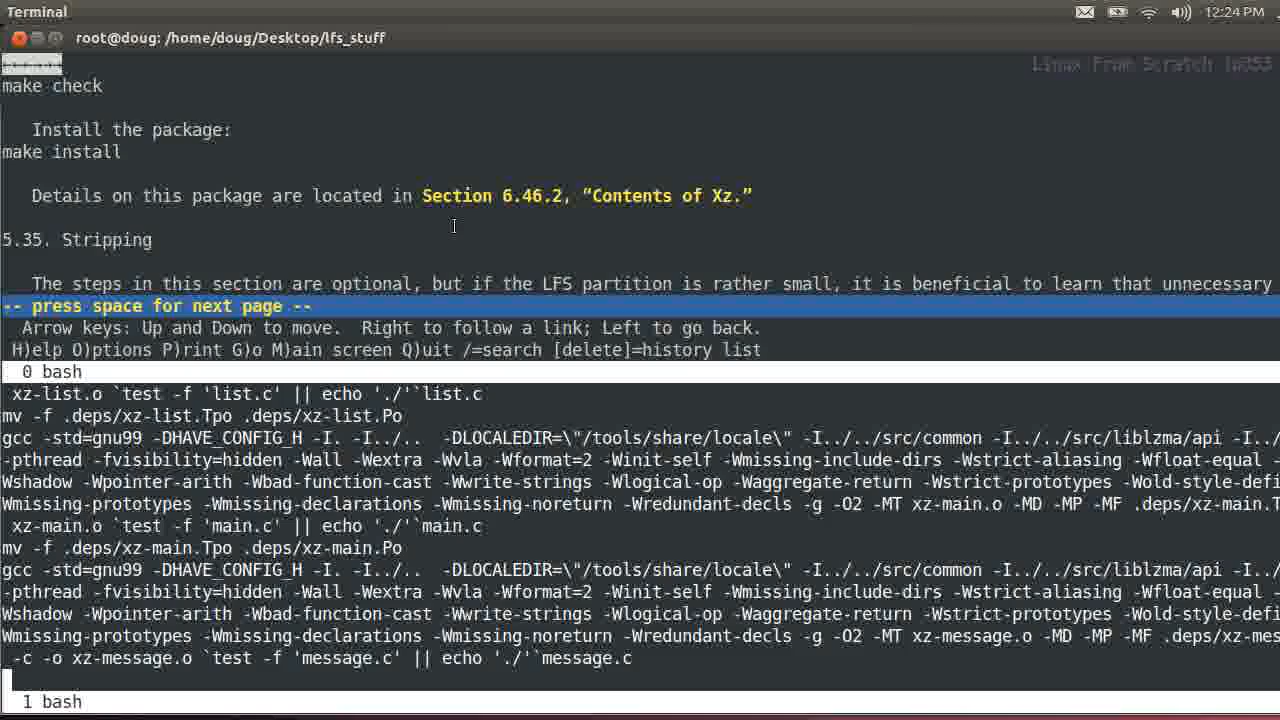 Terminal
12:24 PM
root@doug: /home/doug/Desktop/lfs_stuff
Linux From Scratch (p353
make check
Install the package:
make install
Details on this package are located in Section 6.46.2, “Contents of Xz.”
5.35. Stripping
The steps in this section are optional, but if the LFS partition is rather small, it is beneficial to learn that unnecessary
-- press space for next page --
Arrow keys: Up and Down to move.  Right to follow a link; Left to go back.
H)elp O)ptions P)rint G)o M)ain screen Q)uit /=search [delete]=history list
0 bash
xz-list.o `test -f 'list.c' || echo './'`list.c
mv -f .deps/xz-list.Tpo .deps/xz-list.Po
gcc -std=gnu99 -DHAVE_CONFIG_H -I. -I../..  -DLOCALEDIR=\"/tools/share/locale\" -I../../src/common -I../../src/liblzma/api -I../
-pthread -fvisibility=hidden -Wall -Wextra -Wvla -Wformat=2 -Winit-self -Wmissing-include-dirs -Wstrict-aliasing -Wfloat-equal -
Wshadow -Wpointer-arith -Wbad-function-cast -Wwrite-strings -Wlogical-op -Waggregate-return -Wstrict-prototypes -Wold-style-defi
Wmissing-prototypes -Wmissing-declarations -Wmissing-noreturn -Wredundant-decls -g -O2 -MT xz-main.o -MD -MP -MF .deps/xz-main.T
xz-main.o `test -f 'main.c' || echo './'`main.c
mv -f .deps/xz-main.Tpo .deps/xz-main.Po
gcc -std=gnu99 -DHAVE_CONFIG_H -I. -I../..  -DLOCALEDIR=\"/tools/share/locale\" -I../../src/common -I../../src/liblzma/api -I../
-pthread -fvisibility=hidden -Wall -Wextra -Wvla -Wformat=2 -Winit-self -Wmissing-include-dirs -Wstrict-aliasing -Wfloat-equal -
Wshadow -Wpointer-arith -Wbad-function-cast -Wwrite-strings -Wlogical-op -Waggregate-return -Wstrict-prototypes -Wold-style-defi
Wmissing-prototypes -Wmissing-declarations -Wmissing-noreturn -Wredundant-decls -g -O2 -MT xz-message.o -MD -MP -MF .deps/xz-mes
-c -o xz-message.o `test -f 'message.c' || echo './'`message.c
1 bash